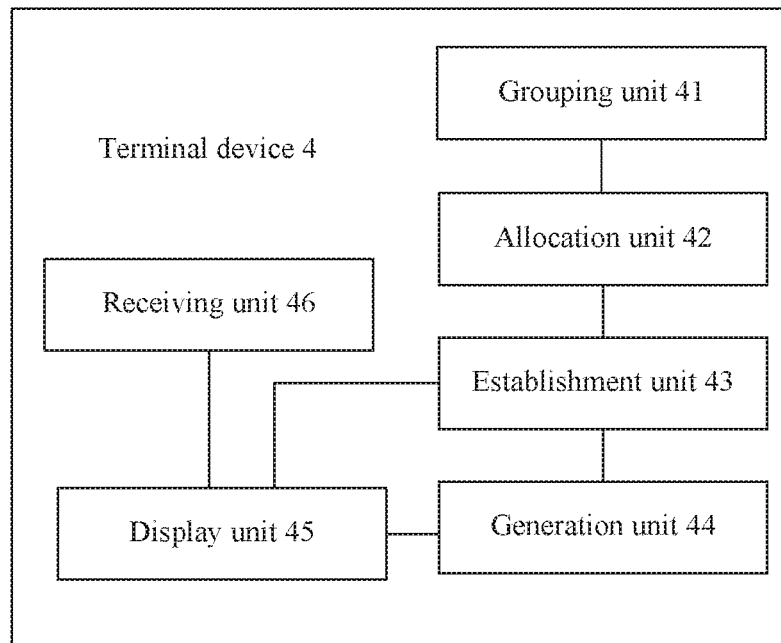 Grouping unit 41
Terminal device 4
Allocation unit 42
Receiving unit 46
Establishment unit 43
Display unit 45
Generation unit 44